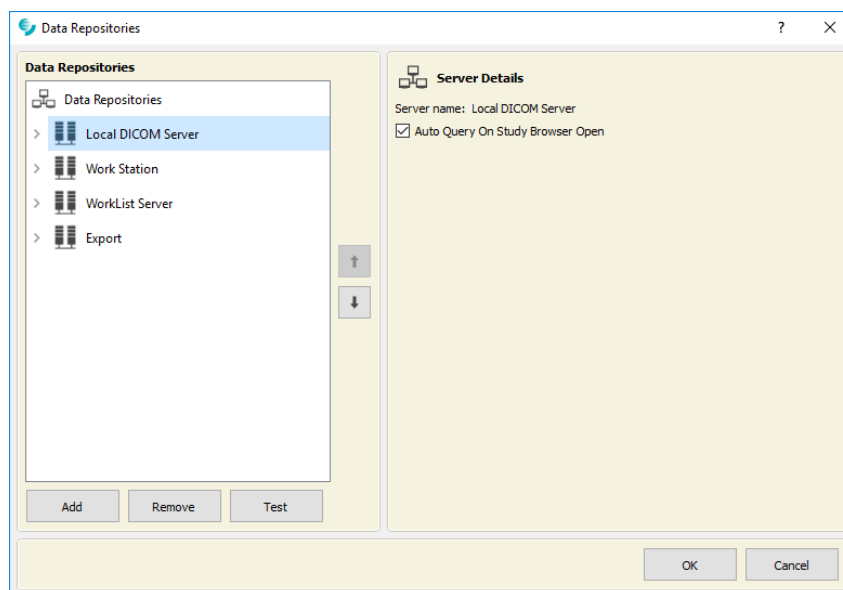 Data Repositories
?
Data Repositories
Data Repositories
Local DICOM Server
Work Station
WorkList Server
Export
Add Remove Test
Server Details
Server name: Local DICOM Server
Auto Query On Study Browser Open
OK Cancel